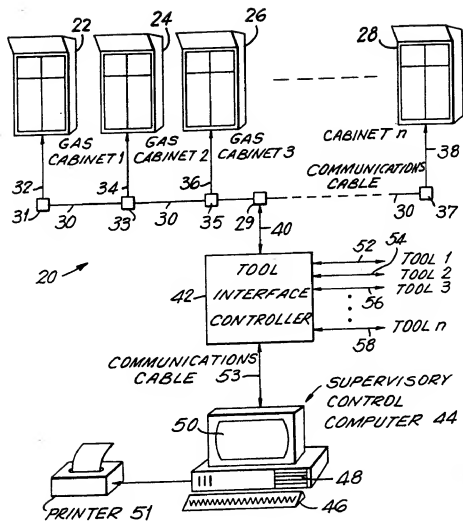 22
24
26
28
GAS CABINET 1
GAS CABINET 2
GAS CABINET 3
CABINET n
32
34
36
38
COMMUNICATIONS CABLE
31
30
33
30
35
29
30
37
20
40
42
TOOL
INTERFACE
CONTROLLER
52
54
56
58
TOOL 1
TOOL 2
TOOL 3
TOOL n
COMMUNICATIONS
CABLE 53
SUPERVISORY
CONTROL
COMPUTER 44
50
48
46
PRINTER 51